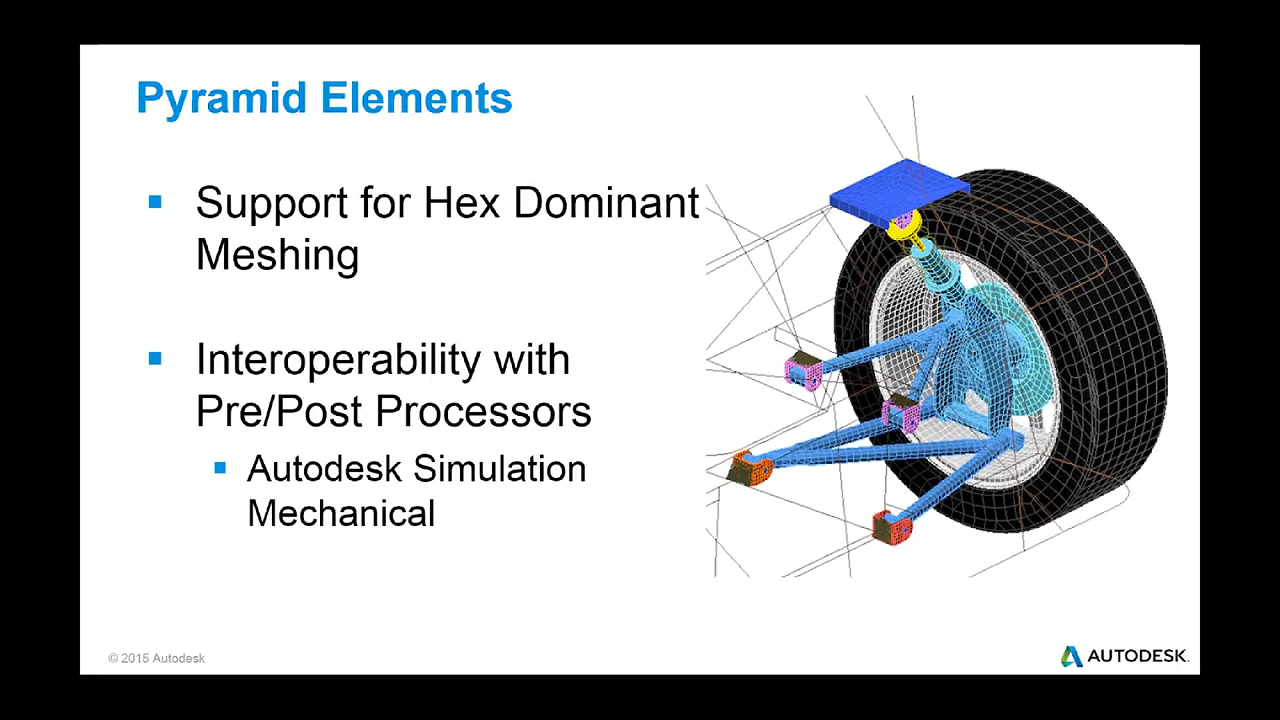 Pyramid Elements
Support for Hex Dominant
Meshing
Interoperability with
Pre/Post Processors
Autodesk Simulation
Mechanical
© 2015 Autodesk
AUTODESK.